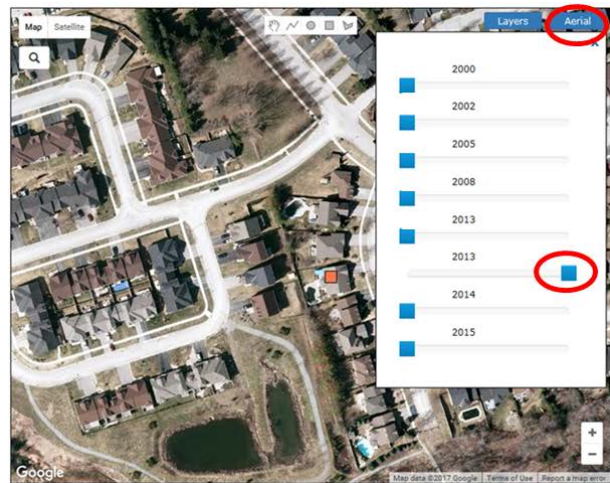 Map Satellite
Layers Aerial
x
2000
2002
2005
2008
2013
2013
2014
2015
+
−
Google
Map data ©2017 Google Terms of Use Report a map error